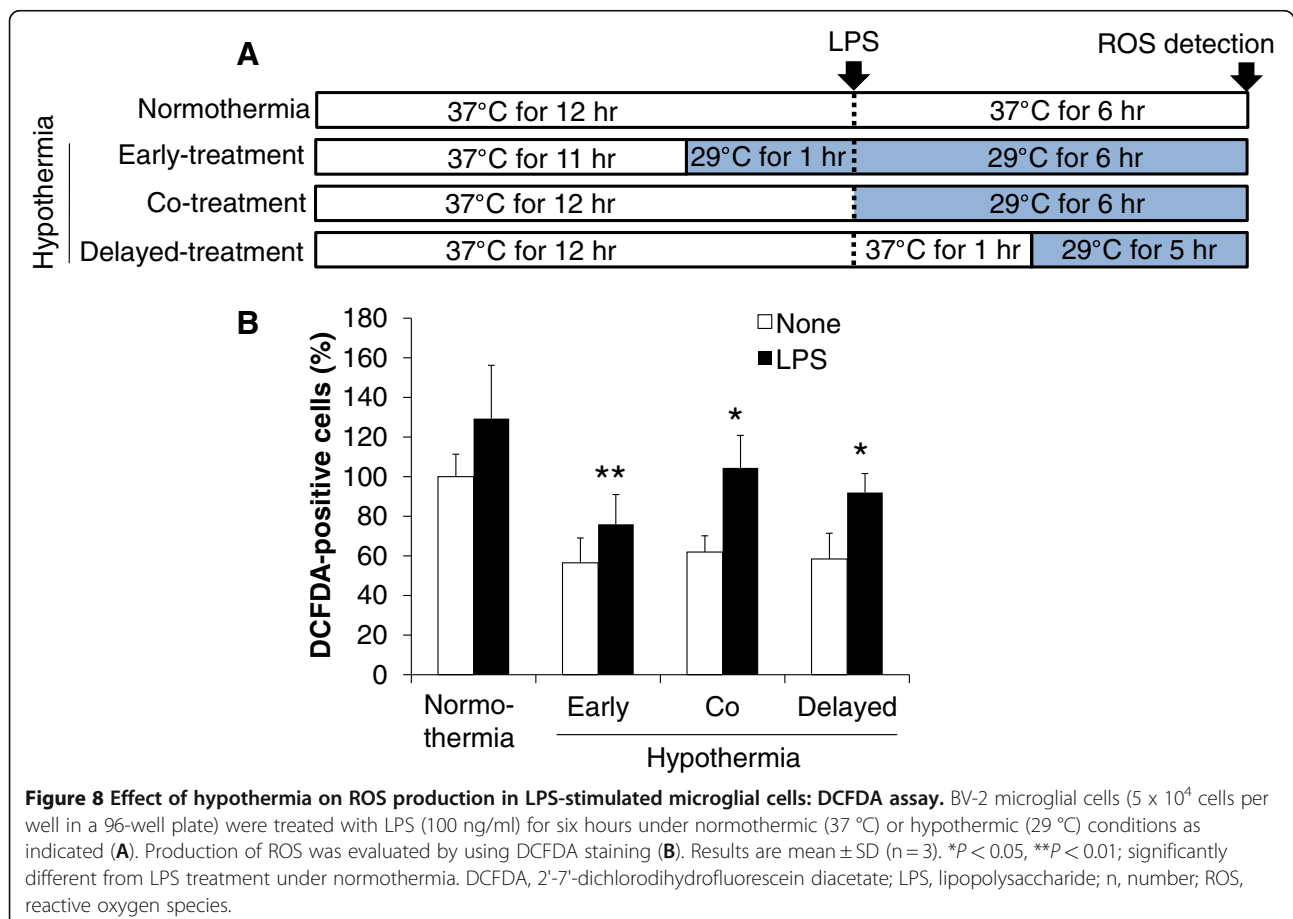 A
LPS
ROS detection
Hypothermia
Normothermia
37°C for 12 hr
37°C for 6 hr
Early-treatment
37°C for 11 hr
29°C for 1 hr
29°C for 6 hr
Co-treatment
37°C for 12 hr
29°C for 6 hr
Delayed-treatment
37°C for 12 hr
37°C for 1 hr
29°C for 5 hr
B
DCFDA-positive cells (%)
180
160
140
120
100
80
60
40
20
0
None
LPS
**
*
*
Normo-
thermia
Early
Co
Delayed
Hypothermia
Figure 8 Effect of hypothermia on ROS production in LPS-stimulated microglial cells: DCFDA assay. BV-2 microglial cells (5 x 10⁴ cells per
well in a 96-well plate) were treated with LPS (100 ng/ml) for six hours under normothermic (37 °C) or hypothermic (29 °C) conditions as
indicated (A). Production of ROS was evaluated by using DCFDA staining (B). Results are mean ± SD (n = 3). *P < 0.05, **P < 0.01; significantly
different from LPS treatment under normothermia. DCFDA, 2'-7'-dichlorodihydrofluorescein diacetate; LPS, lipopolysaccharide; n, number; ROS,
reactive oxygen species.